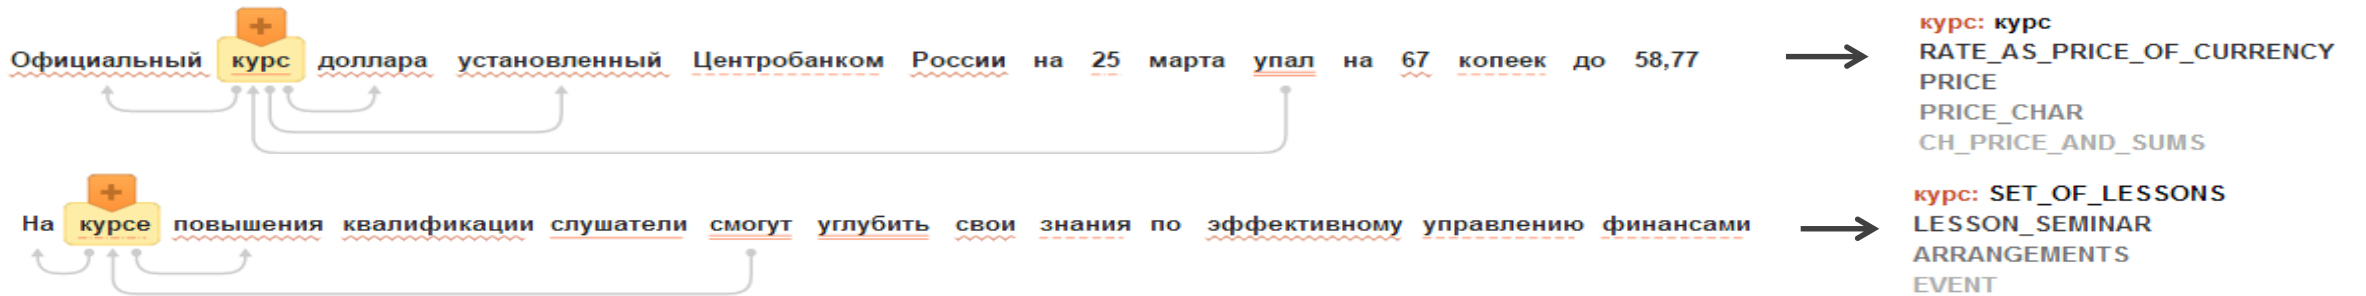 Официальный курс доллара установленный Центробанком России на 25 марта упал на 67 копеек до 58,77
курс: курс
RATE_AS_PRICE_OF_CURRENCY
PRICE
PRICE_CHAR
CH_PRICE_AND_SUMS
На курсе повышения квалификации слушатели смогут углубить свои знания по эффективному управлению финансами
курс: SET_OF_LESSONS
LESSON_SEMINAR
ARRANGEMENTS
EVENT